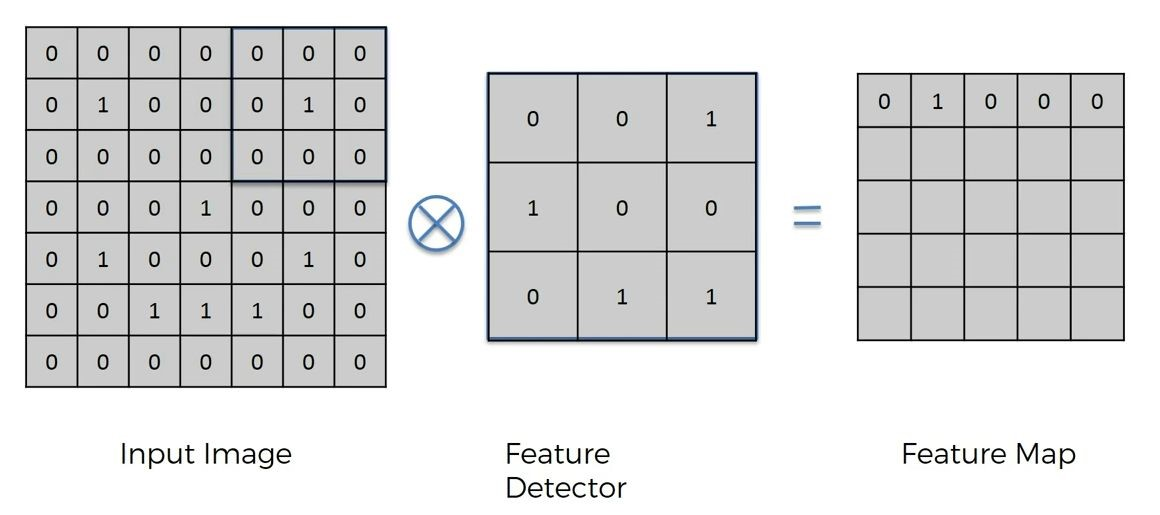 0 0 0 0 0 0 0
0 1 0 0 0 1 0
0 0 0 0 0 0 0
0 0 0 1 0 0 0
0 1 0 0 0 1 0
0 0 1 1 1 0 0
0 0 0 0 0 0 0
Input Image
0 0 1
1 0 0
0 1 1
Feature
Detector
=
0 1 0 0 0
Feature Map